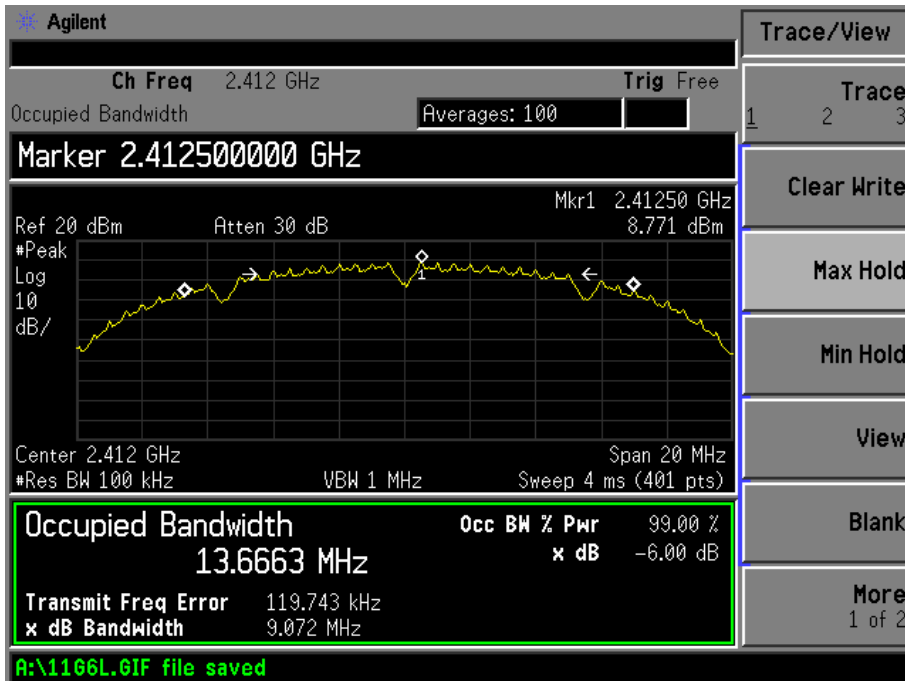 Agilent
Trace/View
Ch Freq 2.412 GHz Trig Free
Occupied Bandwidth Averages: 100
Trace
1 2 3
Marker 2.412500000 GHz
Clear Write
Mkr1 2.41250 GHz
Ref 20 dBm Atten 30 dB 8.771 dBm
#Peak
Log
10
dB/
1
Max Hold
Min Hold
View
Center 2.412 GHz Span 20 MHz
#Res BW 100 kHz VBW 1 MHz Sweep 4 ms (401 pts)
Occupied Bandwidth Occ BW % Pwr 99.00 %
13.6663 MHz x dB -6.00 dB
Blank
Transmit Freq Error 119.743 kHz
x dB Bandwidth 9.072 MHz
More
1 of 2
A:\11G6L.GIF file saved